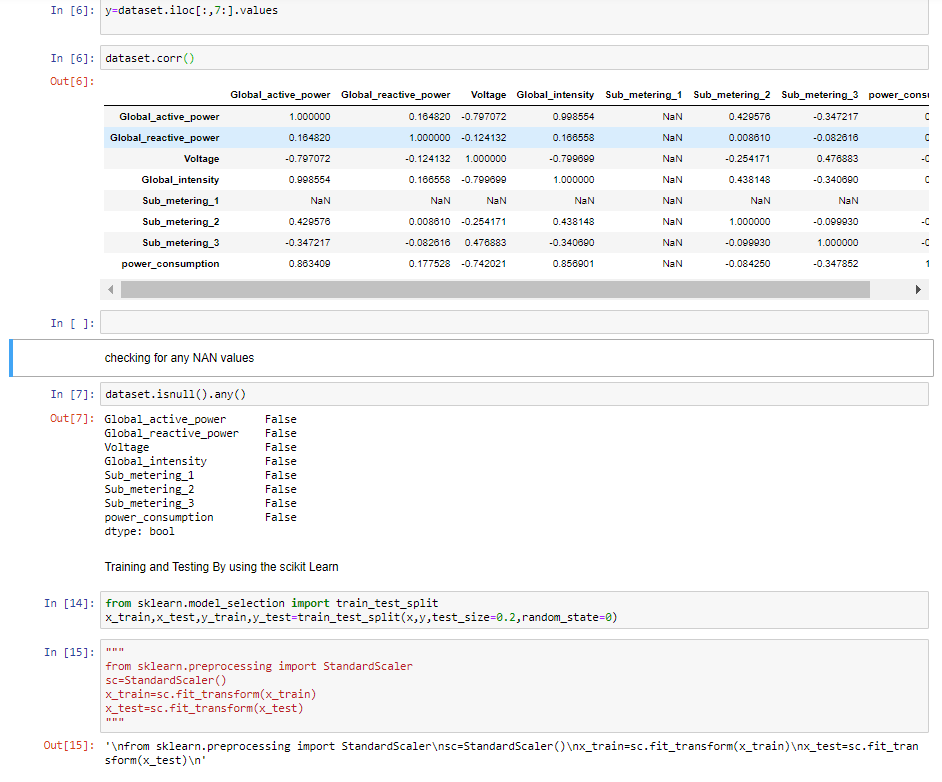 In [6]: y=dataset.iloc[:,7:].values
In [6]: dataset.corr()
Out[6]:
Global_active_power Global_reactive_power Voltage Global_intensity Sub_metering_1 Sub_metering_2 Sub_metering_3 power_consu
Global_active_power 1.000000 0.164820 -0.797072 0.998554 NaN 0.429576 -0.347217 0
Global_reactive_power 0.164820 1.000000 -0.124132 0.166558 NaN 0.008610 -0.082616 0
Voltage -0.797072 -0.124132 1.000000 -0.799699 NaN -0.254171 0.476883 -0
Global_intensity 0.998554 0.166558 -0.799699 1.000000 NaN 0.438148 -0.340690 0
Sub_metering_1 NaN NaN NaN NaN NaN NaN NaN
Sub_metering_2 0.429576 0.008610 -0.254171 0.438148 NaN 1.000000 -0.099930 -0
Sub_metering_3 -0.347217 -0.082616 0.476883 -0.340690 NaN -0.099930 1.000000 -0
power_consumption 0.863409 0.177528 -0.742021 0.856901 NaN -0.084250 -0.347852 1
In [ ]:
checking for any NAN values
In [7]: dataset.isnull().any()
Out[7]: Global_active_power False
Global_reactive_power False
Voltage False
Global_intensity False
Sub_metering_1 False
Sub_metering_2 False
Sub_metering_3 False
power_consumption False
dtype: bool
Training and Testing By using the scikit Learn
In [14]: from sklearn.model_selection import train_test_split
x_train,x_test,y_train,y_test=train_test_split(x,y,test_size=0.2,random_state=0)
In [15]: """
from sklearn.preprocessing import StandardScaler
sc=StandardScaler()
x_train=sc.fit_transform(x_train)
x_test=sc.fit_transform(x_test)
"""
Out[15]: '\nfrom sklearn.preprocessing import StandardScaler\nsc=StandardScaler()\nx_train=sc.fit_transform(x_train)\nx_test=sc.fit_tran
sform(x_test)\n'